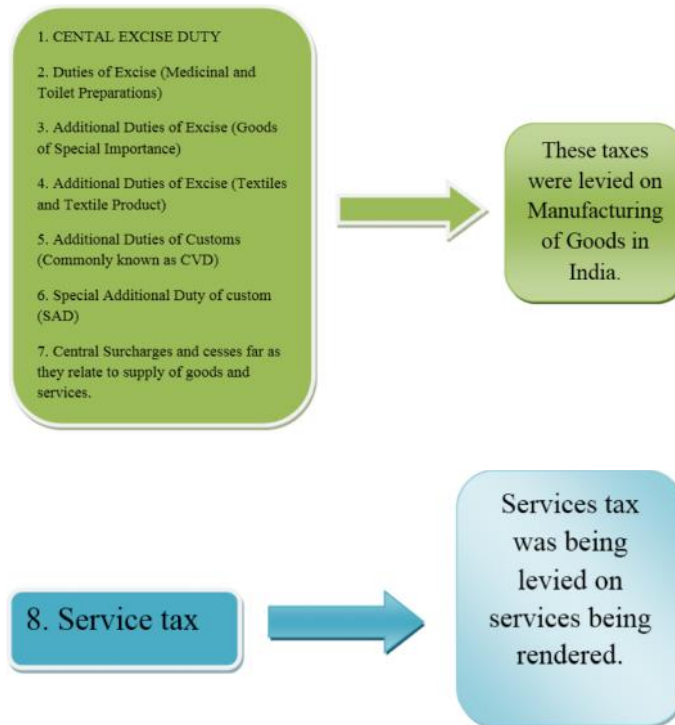 1. CENTAL EXCISE DUTY
2. Duties of Excise (Medicinal and
Toilet Preparations)
3. Additional Duties of Excise (Goods
of Special Importance)
4. Additional Duties of Excise (Textiles
and Textile Product)
5. Additional Duties of Customs
(Commonly known as CVD)
6. Special Additional Duty of custom
(SAD)
7. Central Surcharges and cesses far as
they relate to supply of goods and
services.
These taxes
were levied on
Manufacturing
of Goods in
India.
8. Service tax
Services tax
was being
levied on
services being
rendered.